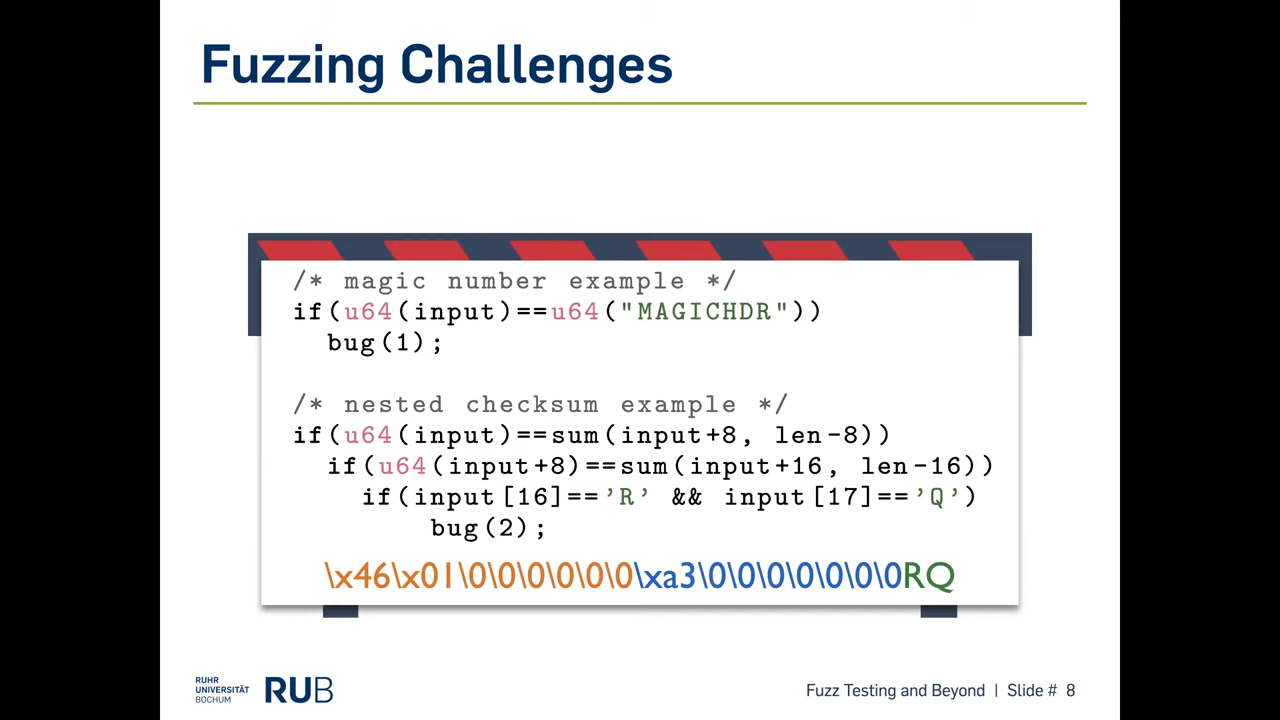 Fuzzing Challenges
/* magic number example */
if(u64(input)==u64("MAGICHDR"))
bug(1);
/* nested checksum example */
if(u64(input)==sum(input+8, len-8))
if(u64(input+8)==sum(input+16, len-16))
if(input[16]=='R' && input[17]=='Q')
bug(2);
\x46\x01\0\0\0\0\0\0\xa3\0\0\0\0\0\0\0RQ
RUHR
UNIVERSITÄT
BOCHUM
RUB
Fuzz Testing and Beyond | Slide # 8